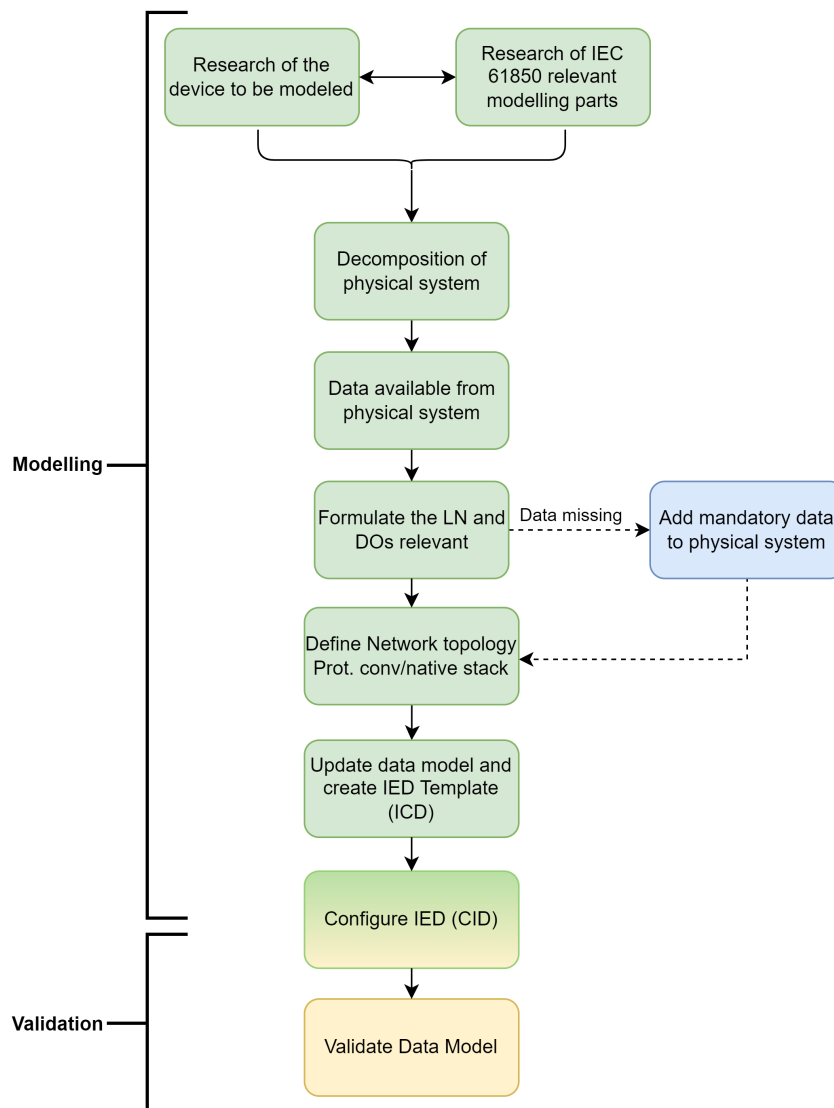 Research of the
device to be modeled
Research of IEC
61850 relevant
modelling parts
Decomposition of
physical system
Data available from
physical system
Modelling
Formulate the LN and
DOs relevant
Data missing
Add mandatory data
to physical system
Define Network topology
Prot. conv/native stack
Update data model and
create IED Template
(ICD)
Configure IED (CID)
Validation
Validate Data Model